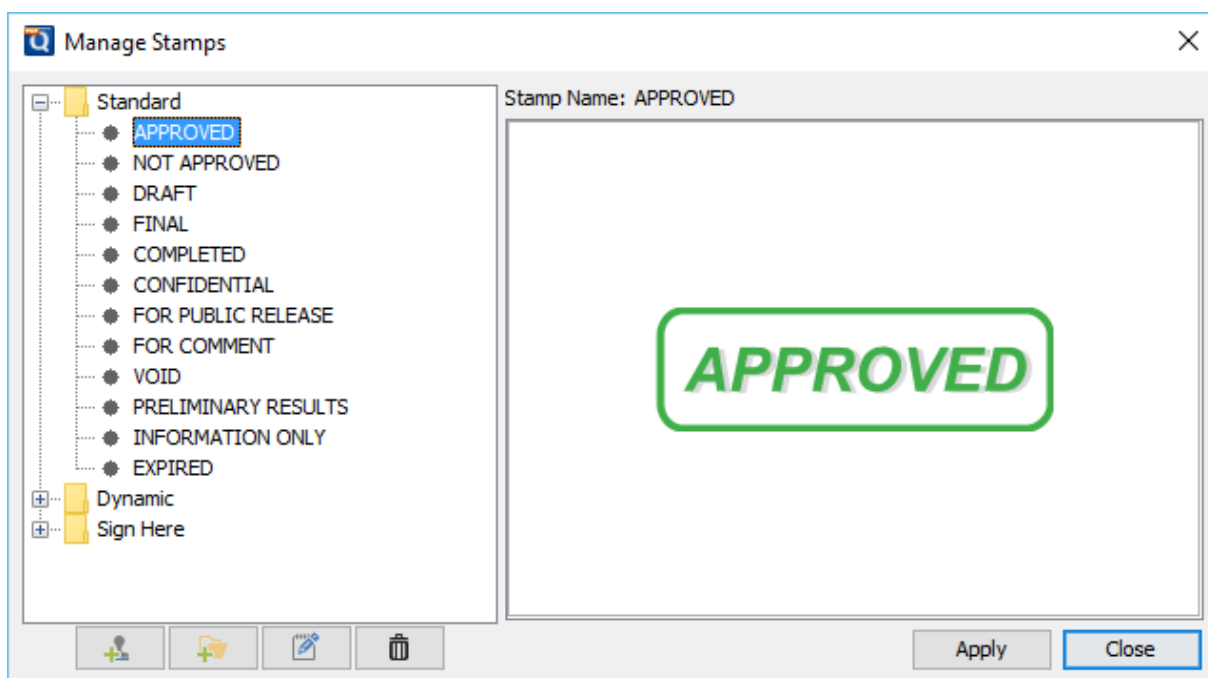 Manage Stamps
Standard
APPROVED
NOT APPROVED
DRAFT
FINAL
COMPLETED
CONFIDENTIAL
FOR PUBLIC RELEASE
FOR COMMENT
VOID
PRELIMINARY RESULTS
INFORMATION ONLY
EXPIRED
Dynamic
Sign Here
Stamp Name: APPROVED
APPROVED
Apply
Close